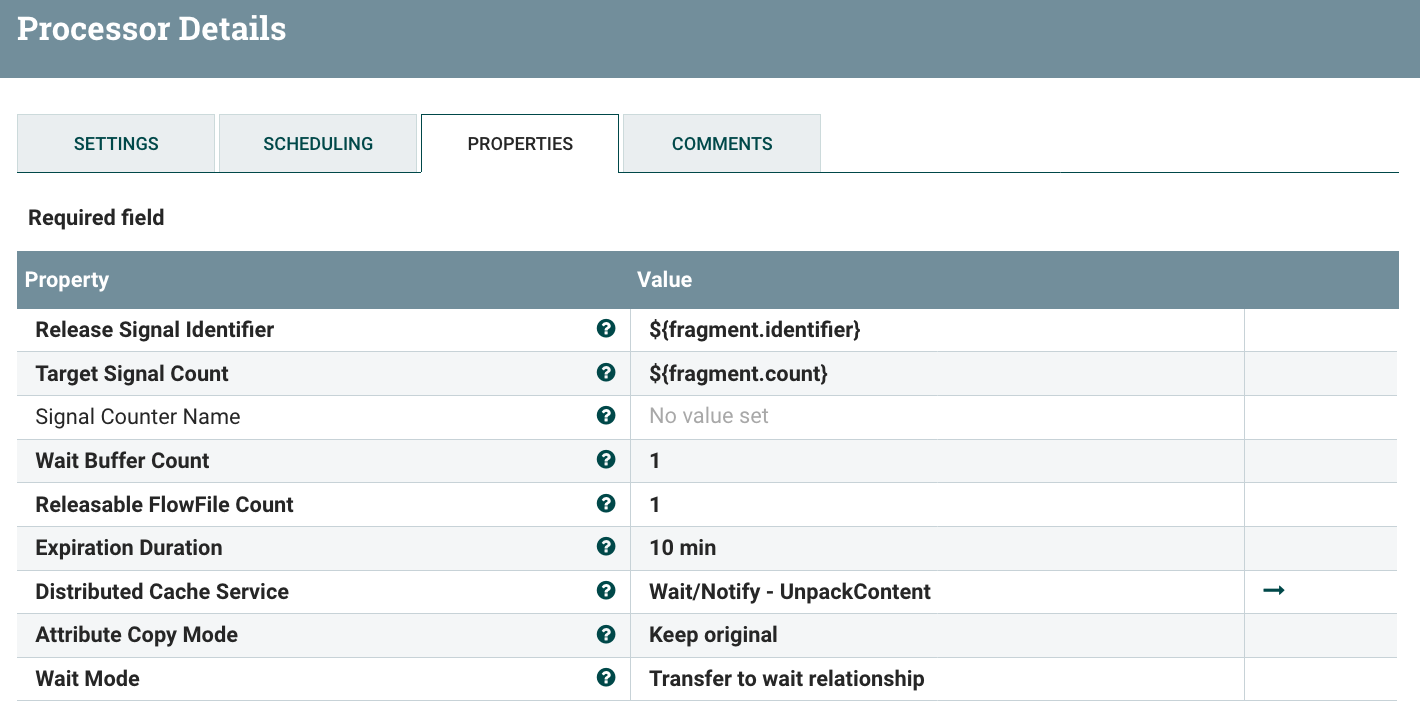 Processor Details
SETTINGS SCHEDULING PROPERTIES COMMENTS
Required field
Property Value
Release Signal Identifier ? ${fragment.identifier}
Target Signal Count ? ${fragment.count}
Signal Counter Name ? No value set
Wait Buffer Count ? 1
Releasable FlowFile Count ? 1
Expiration Duration ? 10 min
Distributed Cache Service ? Wait/Notify - UnpackContent →
Attribute Copy Mode ? Keep original
Wait Mode ? Transfer to wait relationship